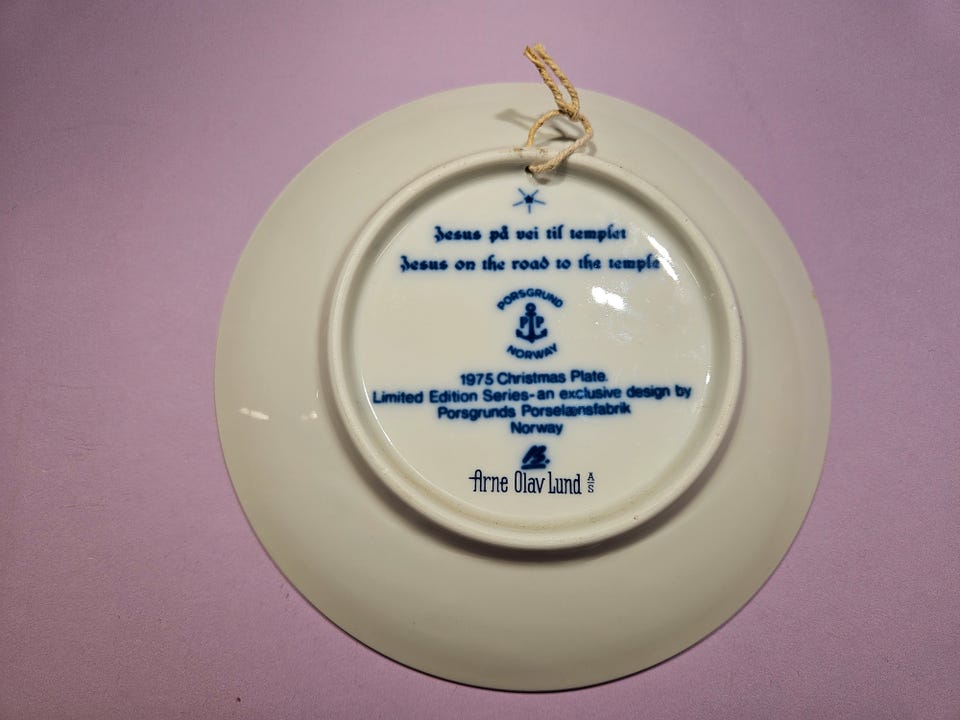 Jesus på vei til templet
Jesus on the road to the temple
PORSGRUND
P P
NORWAY
1975 Christmas Plate.
Limited Edition Series-an exclusive design by
Porsgrunds Porselænsfabrik
Norway
Arne Olav Lund A/S